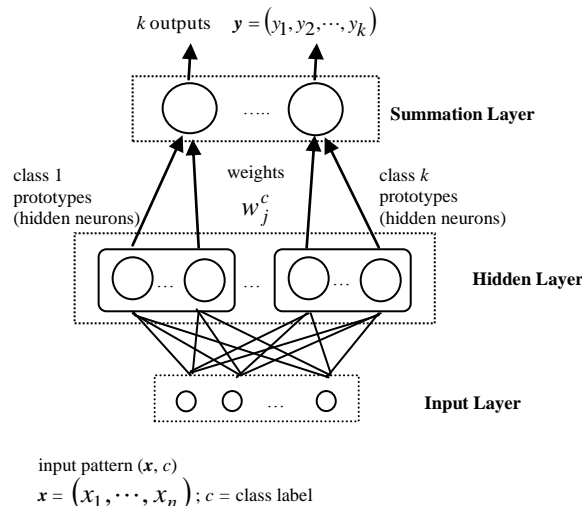 k outputs y = (y₁, y₂, ⋯, yₖ)
.....
Summation Layer
class 1
prototypes
(hidden neurons)
weights
wⱼᶜ
class k
prototypes
(hidden neurons)
... ... ...
Hidden Layer
...
Input Layer
input pattern (x, c)
x = (x₁, ⋯, xₙ) ; c = class label